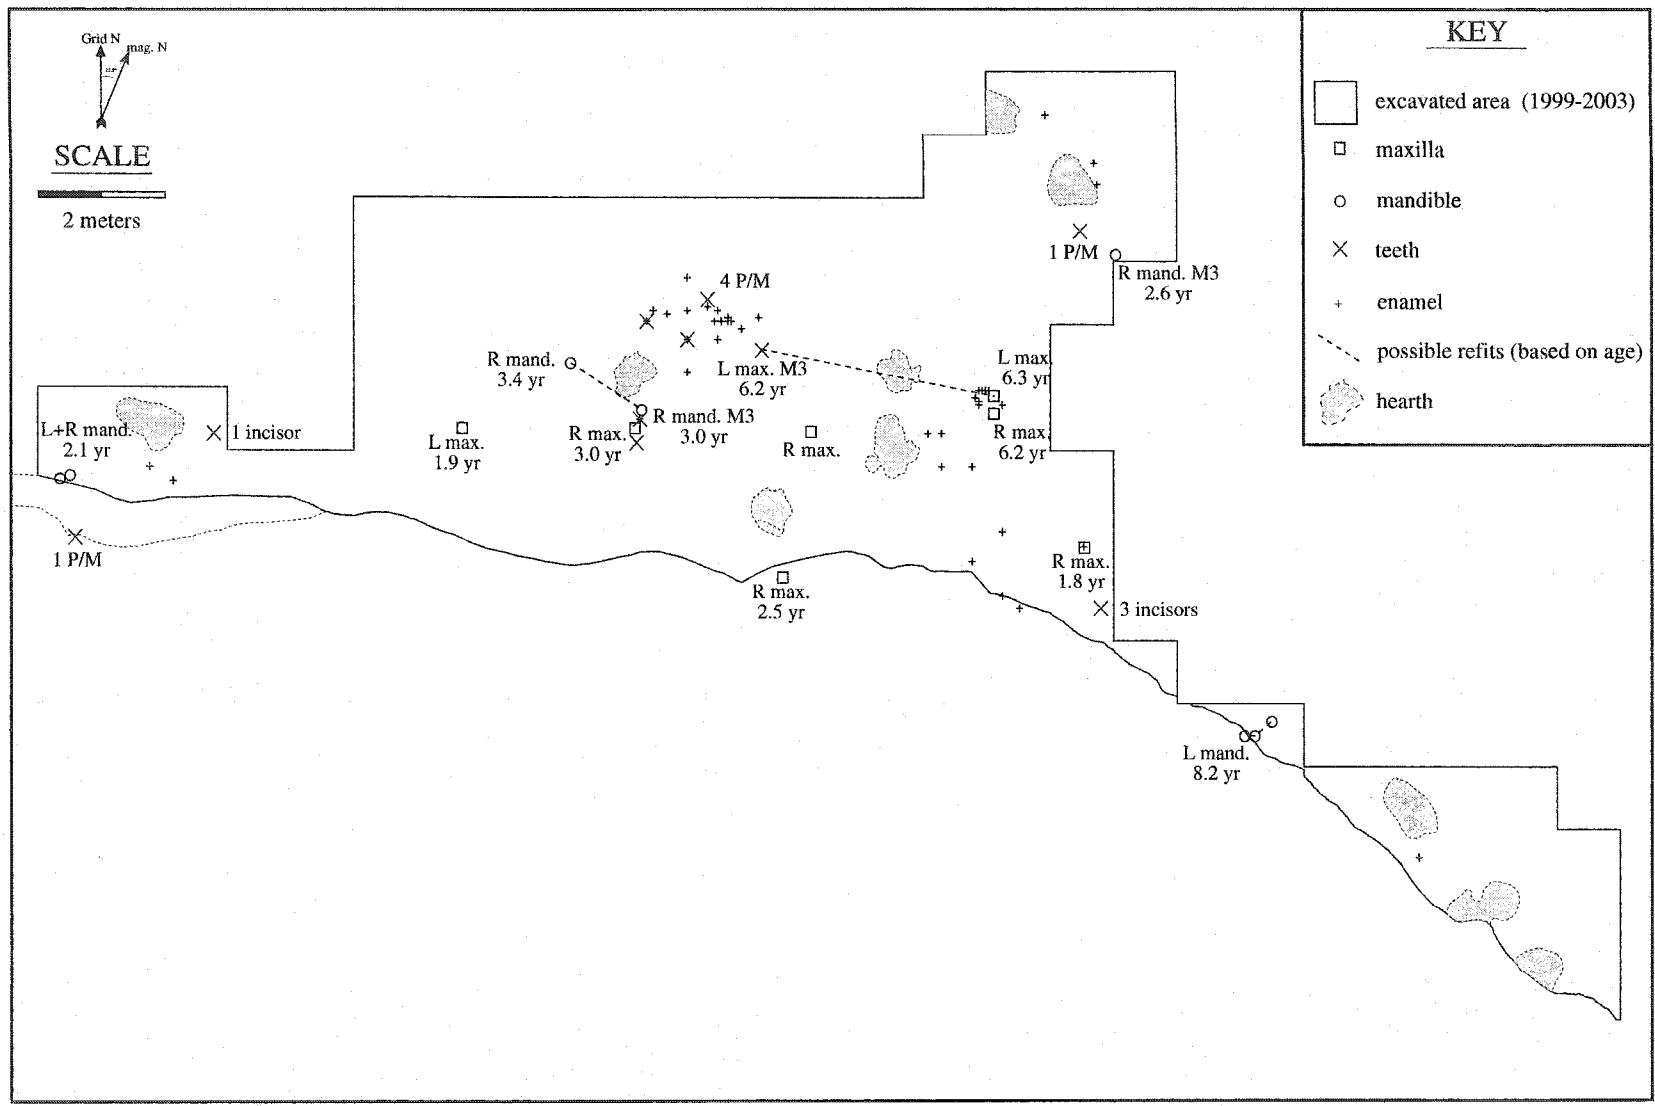 Grid N
mag. N
SCALE
2 meters
KEY
excavated area (1999-2003)
maxilla
mandible
teeth
enamel
possible refits (based on age)
hearth
1 P/M
R mand. M3
2.6 yr
4 P/M
R mand.
3.4 yr
L max. M3
6.2 yr
L max.
6.3 yr
L+R mand.
2.1 yr
1 incisor
L max.
1.9 yr
R max.
3.0 yr
R mand. M3
3.0 yr
R max.
R max.
6.2 yr
1 P/M
R max.
2.5 yr
R max.
1.8 yr
3 incisors
L mand.
8.2 yr